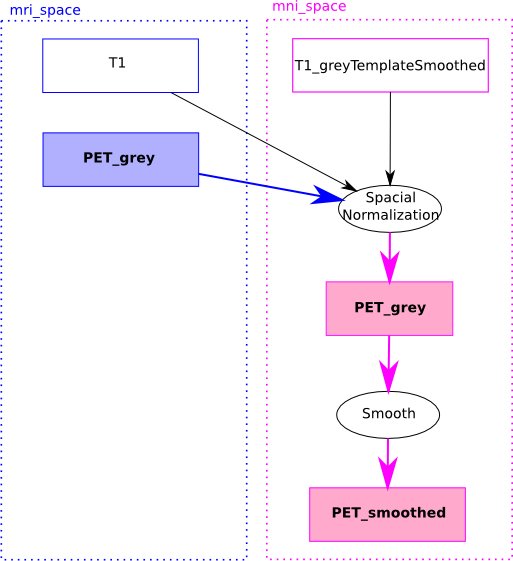 mri_space
mni_space
T1
T1_greyTemplateSmoothed
PET_grey
Spacial
Normalization
PET_grey
Smooth
PET_smoothed